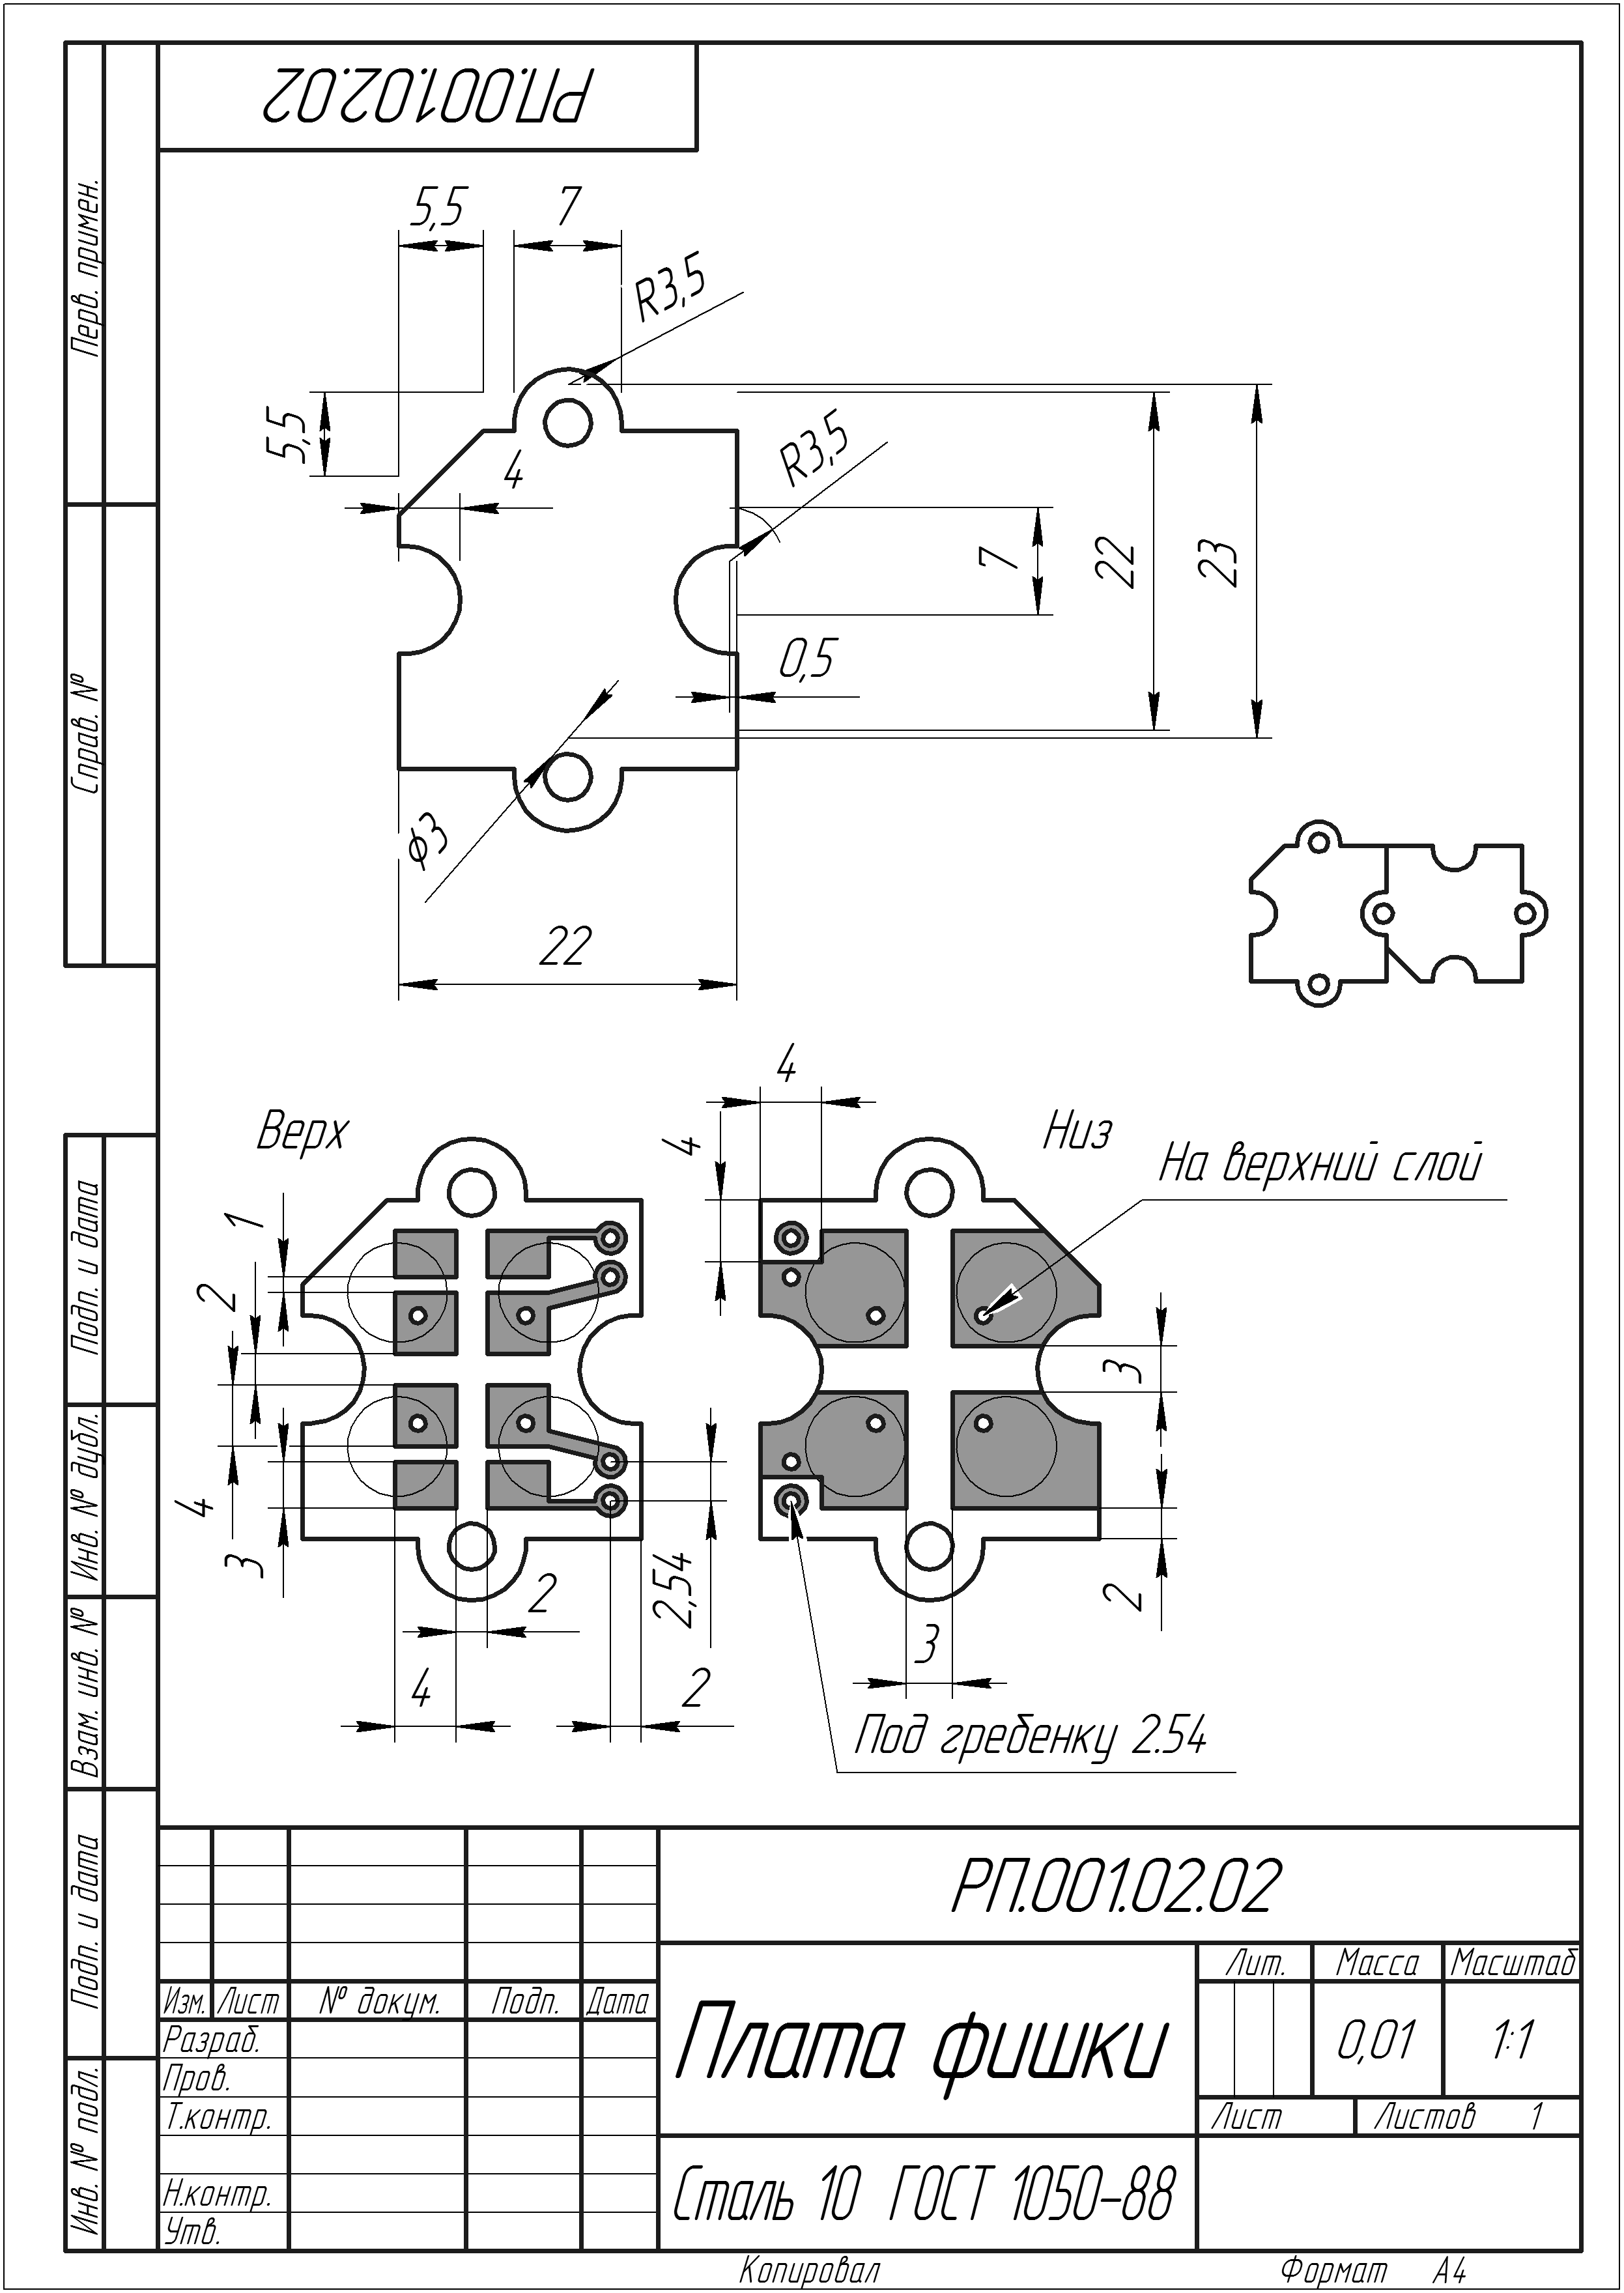 РП.001.02.02
5,5
7
R3,5
5,5
4
R3,5
7
22
23
0,5
⌀3
22
Верх
4
4
Низ
На верхний слой
1
2
4
3
2
2,54
4
2
3
2
3
Под гребенку 2.54
Перв. примен.
Справ. №
Подп. и дата
Инв. № дубл.
Взам. инв. №
Подп. и дата
Инв. № подл.
РП.001.02.02
Изм. Лист № докум. Подп. Дата
Разраб.
Пров.
Т.контр.
Н.контр.
Утв.
Плата фишки
Лит. Масса Масштаб
0,01 1:1
Лист Листов 1
Сталь 10 ГОСТ 1050-88
Копировал Формат А4